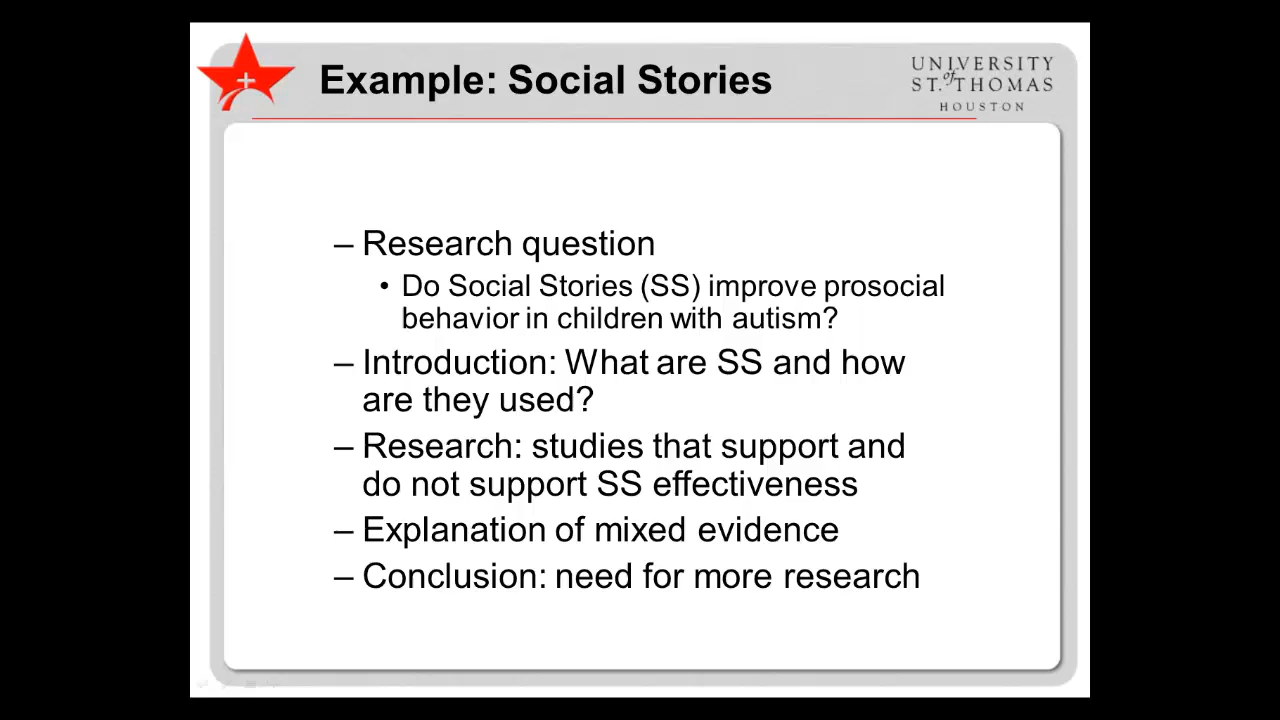 Example: Social Stories
UNIVERSITY
of
ST. THOMAS
HOUSTON
– Research question
• Do Social Stories (SS) improve prosocial
behavior in children with autism?
– Introduction: What are SS and how
are they used?
– Research: studies that support and
do not support SS effectiveness
– Explanation of mixed evidence
– Conclusion: need for more research